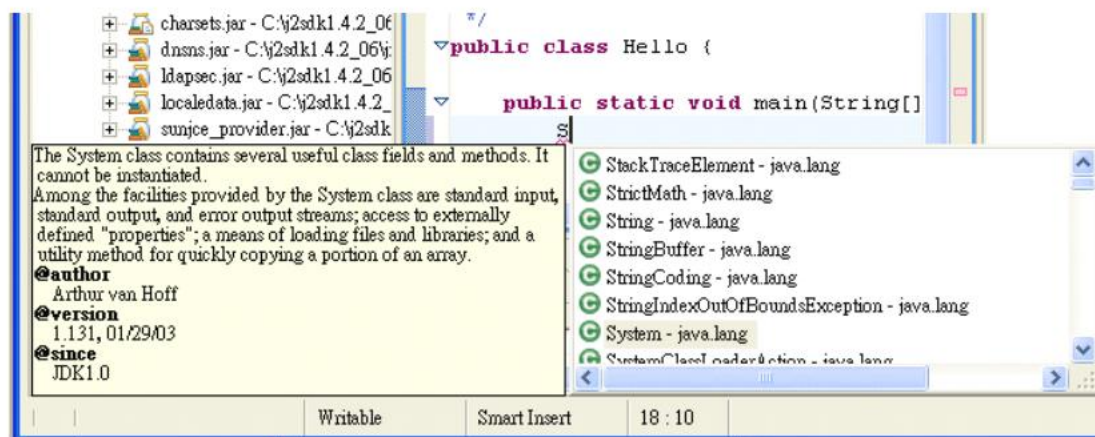 charsets.jar - C:\j2sdk1.4.2_06
dnsns.jar - C:\j2sdk1.4.2_06\j
ldapsec.jar - C:\j2sdk1.4.2_06
localedata.jar - C:\j2sdk1.4.2_
sunjce_provider.jar - C:\j2sdk
*/
public class Hello {
public static void main(String[]
S
The System class contains several useful class fields and methods. It
cannot be instantiated.
Among the facilities provided by the System class are standard input,
standard output, and error output streams; access to externally
defined "properties"; a means of loading files and libraries; and a
utility method for quickly copying a portion of an array.
@author
Arthur van Hoff
@version
1.131, 01/29/03
@since
JDK1.0
StackTraceElement - java.lang
StrictMath - java.lang
String - java.lang
StringBuffer - java.lang
StringCoding - java.lang
StringIndexOutOfBoundsException - java.lang
System - java.lang
SystemClassLoaderAction - java.lang
Writable
Smart Insert
18 : 10